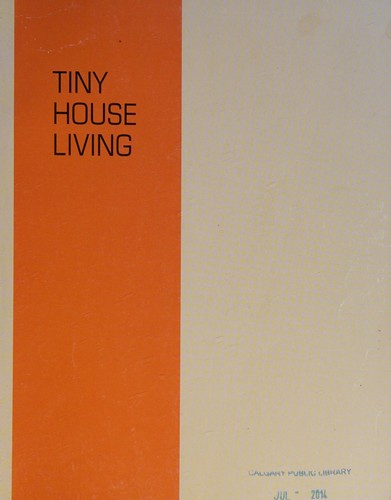 TINY
HOUSE
LIVING
CALGARY PUBLIC LIBRARY
JUL 2014